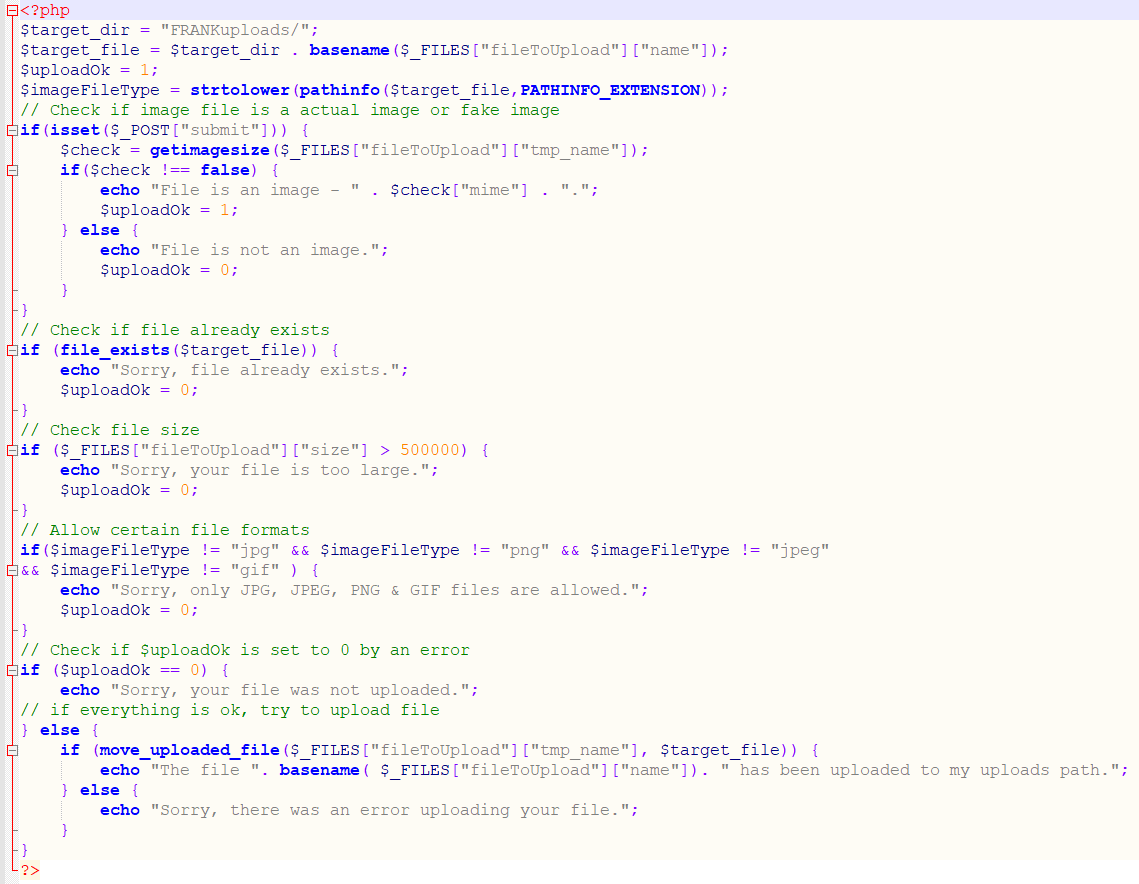 <?php
$target_dir = "FRANKuploads/";
$target_file = $target_dir . basename($_FILES["fileToUpload"]["name"]);
$uploadOk = 1;
$imageFileType = strtolower(pathinfo($target_file,PATHINFO_EXTENSION));
// Check if image file is a actual image or fake image
if(isset($_POST["submit"])) {
    $check = getimagesize($_FILES["fileToUpload"]["tmp_name"]);
    if($check !== false) {
        echo "File is an image - " . $check["mime"] . ".";
        $uploadOk = 1;
    } else {
        echo "File is not an image.";
        $uploadOk = 0;
    }
}
// Check if file already exists
if (file_exists($target_file)) {
    echo "Sorry, file already exists.";
    $uploadOk = 0;
}
// Check file size
if ($_FILES["fileToUpload"]["size"] > 500000) {
    echo "Sorry, your file is too large.";
    $uploadOk = 0;
}
// Allow certain file formats
if($imageFileType != "jpg" && $imageFileType != "png" && $imageFileType != "jpeg"
&& $imageFileType != "gif" ) {
    echo "Sorry, only JPG, JPEG, PNG & GIF files are allowed.";
    $uploadOk = 0;
}
// Check if $uploadOk is set to 0 by an error
if ($uploadOk == 0) {
    echo "Sorry, your file was not uploaded.";
// if everything is ok, try to upload file
} else {
    if (move_uploaded_file($_FILES["fileToUpload"]["tmp_name"], $target_file)) {
        echo "The file ". basename( $_FILES["fileToUpload"]["name"]). " has been uploaded to my uploads path.";
    } else {
        echo "Sorry, there was an error uploading your file.";
    }
}
?>